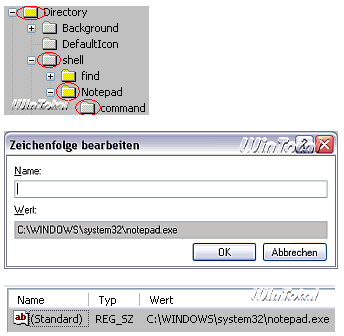 Directory
Background
DefaultIcon
shell
find
Notepad
WinTotal
command
Zeichenfolge bearbeiten
WinTotal
?
Name:
Wert:
C:\WINDOWS\system32\notepad.exe
OK Abbrechen
WinTotal
Name Typ Wert
ab (Standard) REG_SZ C:\WINDOWS\system32\notepad.exe